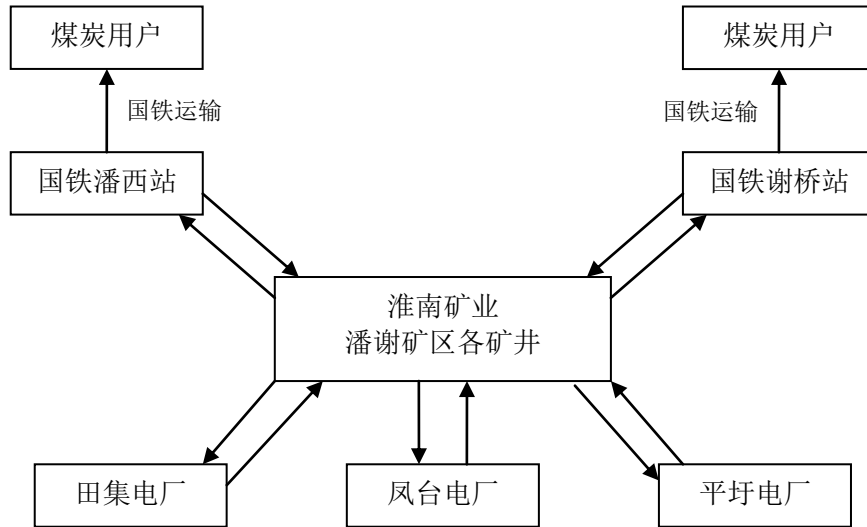 煤炭用户
煤炭用户
国铁运输
国铁运输
国铁潘西站
国铁谢桥站
淮南矿业
潘谢矿区各矿井
田集电厂
凤台电厂
平圩电厂